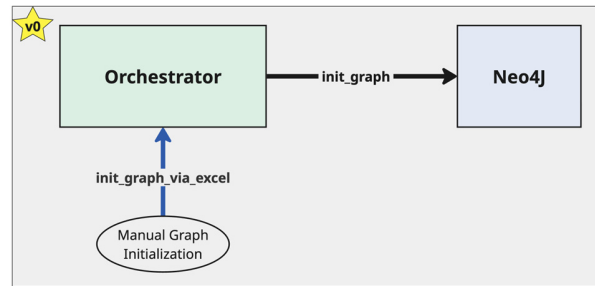 v0
Orchestrator
init_graph
Neo4J
init_graph_via_excel
Manual Graph
Initialization